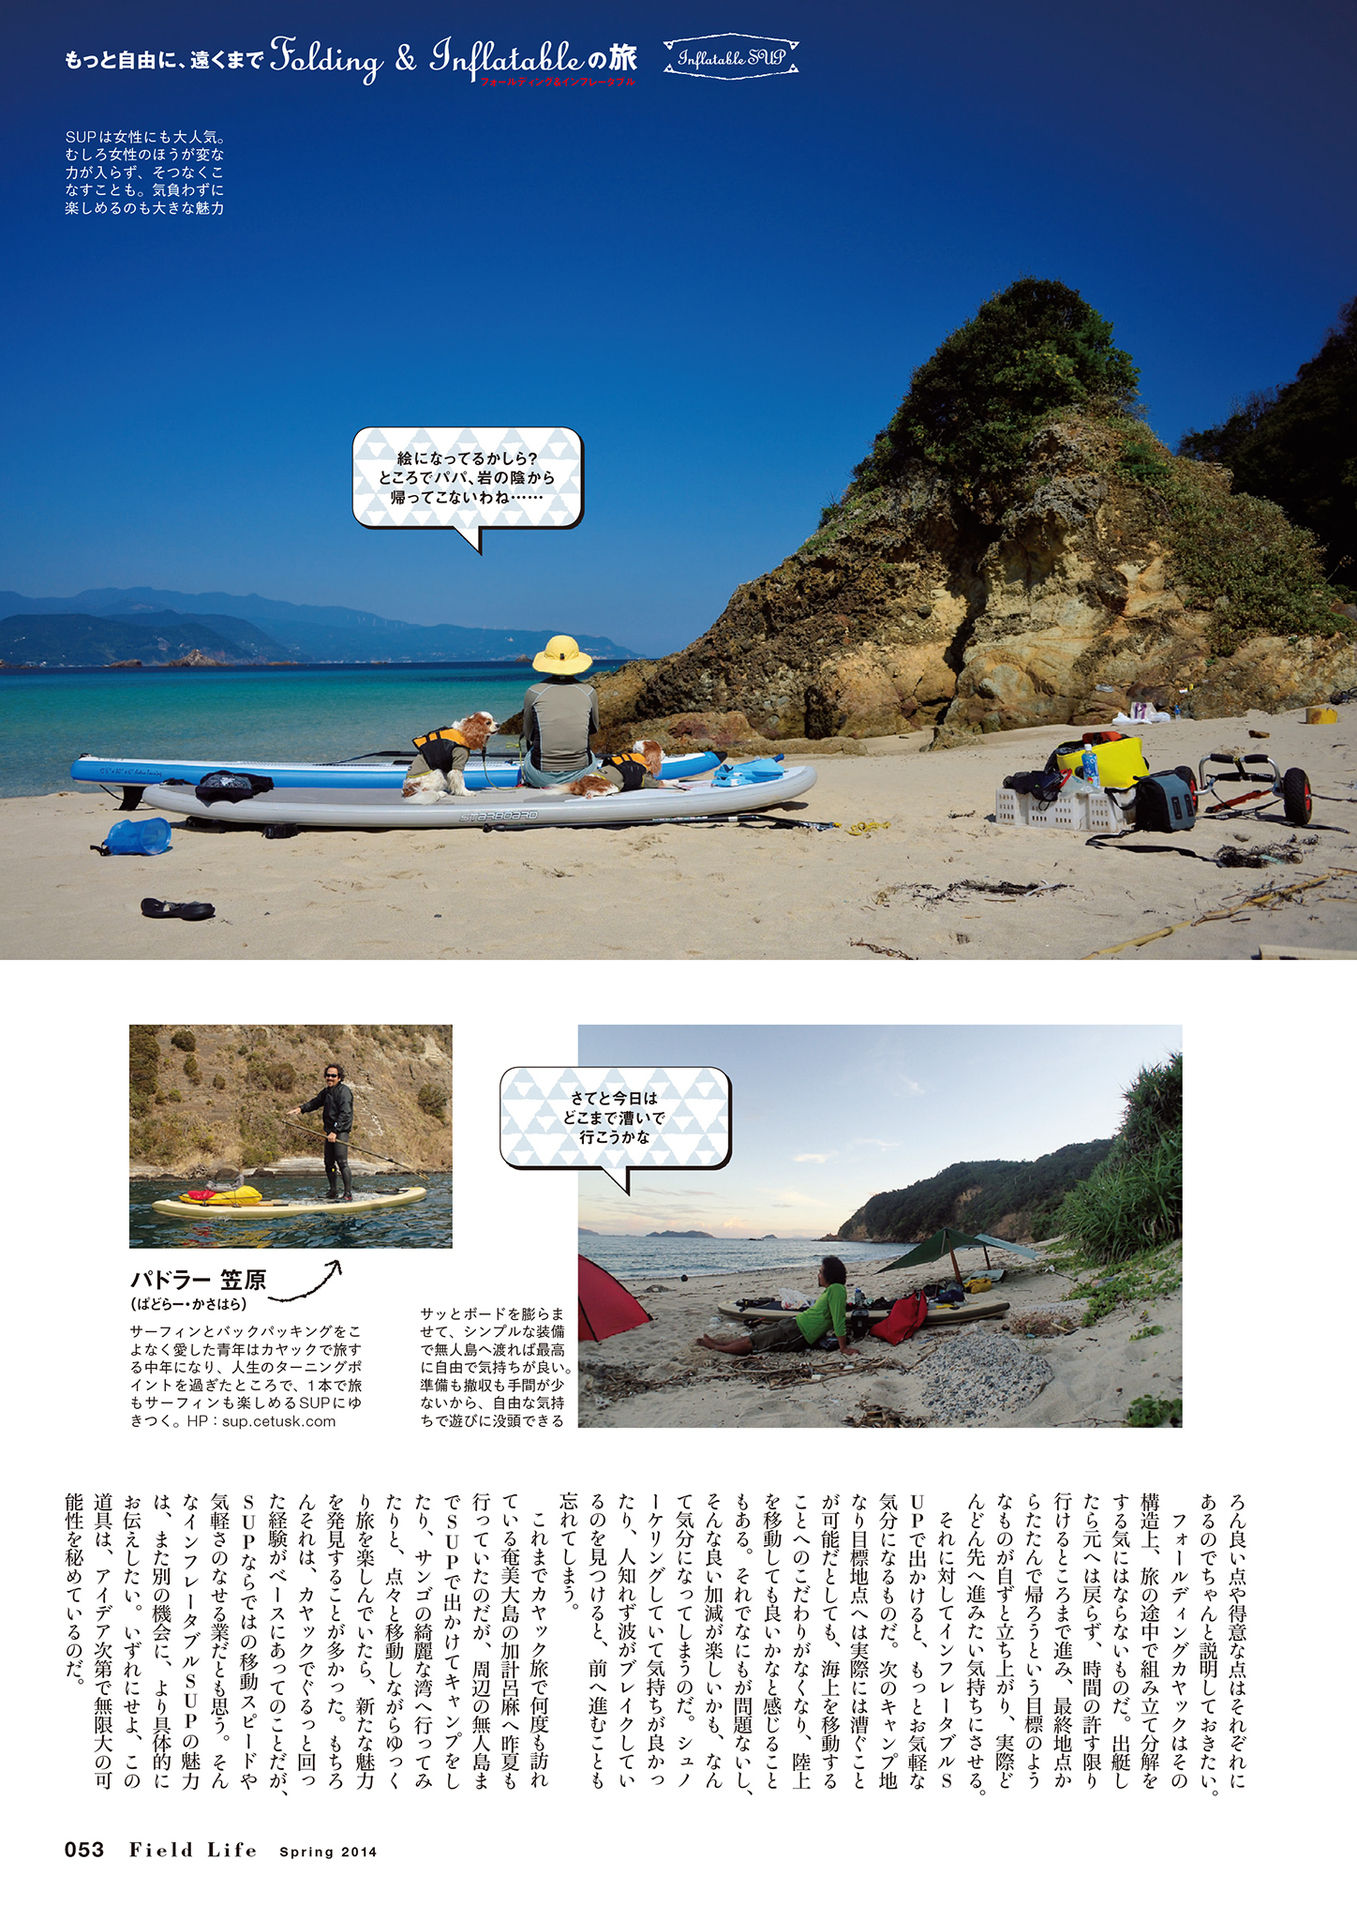 もっと自由に、遠くまで Folding & Inflatableの旅
フォールディング&インフレータブル
Inflatable SUP
SUPは女性にも大人気。
むしろ女性のほうが変な
力が入らず、そつなくこ
なすことも。気負わずに
楽しめるのも大きな魅力
絵になってるかしら?
ところでパパ、岩の陰から
帰ってこないわね……
STARBOARD
さてと今日は
どこまで漕いで
行こうかな
パドラー 笠原
(ぱどらー・かさはら)
サーフィンとバックパッキングをこ
よなく愛した青年はカヤックで旅す
る中年になり、人生のターニングポ
イントを過ぎたところで、1本で旅
もサーフィンも楽しめるSUPにゆ
きつく。HP:sup.cetusk.com
サッとボードを膨らま
せて、シンプルな装備
で無人島へ渡れば最高
に自由で気持ちが良い。
準備も撤収も手間が少
ないから、自由な気持
ちで遊びに没頭できる
ろん良い点や得意な点はそれぞれに
あるのでちゃんと説明しておきたい。
フォールディングカヤックはその
構造上、旅の途中で組み立て分解を
する気にはならないものだ。出艇し
たら元へは戻らず、時間の許す限り
行けるところまで進み、最終地点か
らたたんで帰ろうという目標のよう
なものが自ずと立ち上がり、実際ど
んどん先へ進みたい気持ちにさせる。
それに対してインフレータブルS
UPで出かけると、もっとお気軽な
気分になるものだ。次のキャンプ地
なり目標地点へは実際には漕ぐこと
が可能だとしても、海上を移動する
ことへのこだわりがなくなり、陸上
を移動しても良いかなと感じること
もある。それでなにもが問題ないし、
そんな良い加減が楽しいかも、なん
て気分になってしまうのだ。シュノ
ーケリングしていて気持ちが良かっ
たり、人知れず波がブレイクしてい
るのを見つけると、前へ進むことも
忘れてしまう。
これまでカヤック旅で何度も訪れ
ている奄美大島の加計呂麻へ昨夏も
行っていたのだが、周辺の無人島ま
でSUPで出かけてキャンプをし
たり、サンゴの綺麗な湾へ行ってみ
たりと、点々と移動しながらゆっく
り旅を楽しんでいたら、新たな魅力
を発見することが多かった。もちろ
んそれは、カヤックでぐるっと回っ
た経験がベースにあってのことだが、
SUPならではの移動スピードや
気軽さのなせる業だとも思う。そん
なインフレータブルSUPの魅力
は、また別の機会に、より具体的に
お伝えしたい。いずれにせよ、この
道具は、アイデア次第で無限大の可
能性を秘めているのだ。
053 Field Life Spring 2014